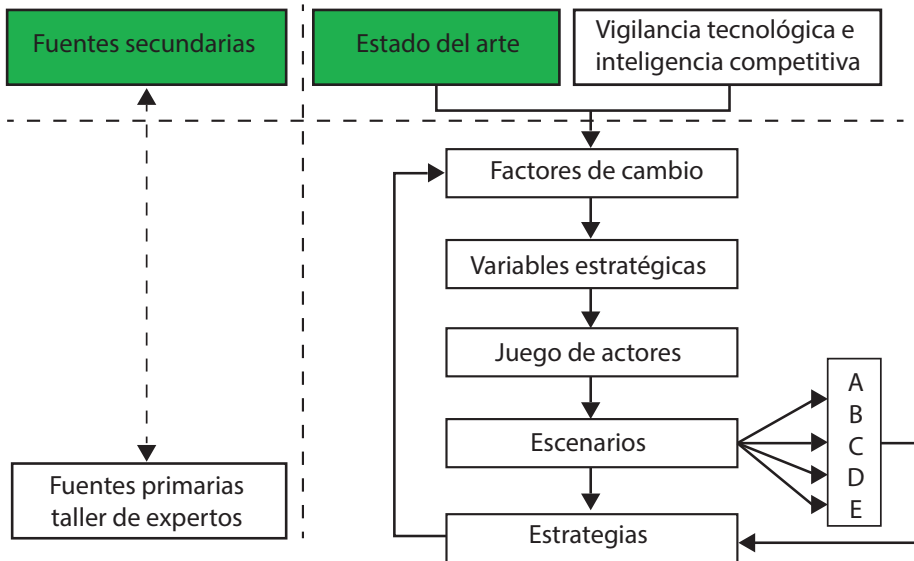 Fuentes secundarias
Estado del arte
Vigilancia tecnológica e
inteligencia competitiva
Factores de cambio
Variables estratégicas
Juego de actores
Escenarios
A
B
C
D
E
Fuentes primarias
taller de expertos
Estrategias